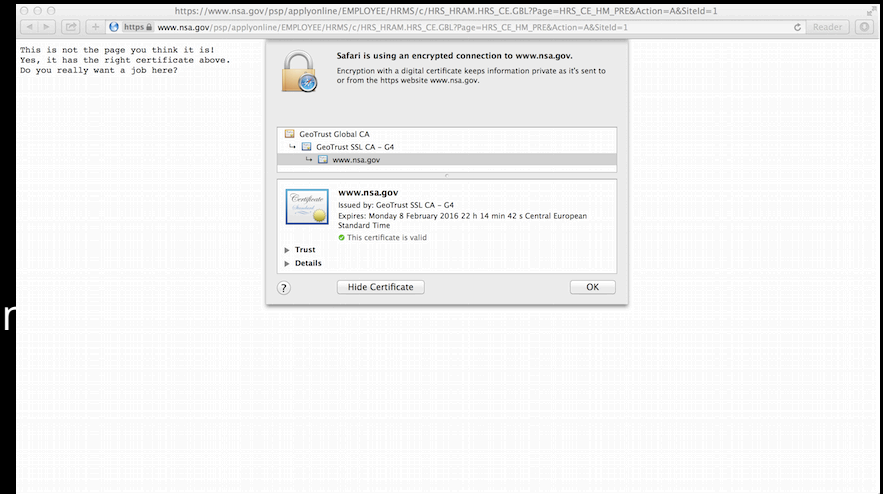 https://www.nsa.gov/psp/applyonline/EMPLOYEE/HRMS/c/HRS_HRAM.HRS_CE.GBL?Page=HRS_CE_HM_PRE&Action=A&SiteId=1
https www.nsa.gov/psp/applyonline/EMPLOYEE/HRMS/c/HRS_HRAM.HRS_CE.GBL?Page=HRS_CE_HM_PRE&Action=A&SiteId=1 Reader
This is not the page you think it is!
Yes, it has the right certificate above.
Do you really want a job here?
Safari is using an encrypted connection to www.nsa.gov.
Encryption with a digital certificate keeps information private as it's sent to
or from the https website www.nsa.gov.
GeoTrust Global CA
GeoTrust SSL CA - G4
www.nsa.gov
Certificate
Standard
www.nsa.gov
Issued by: GeoTrust SSL CA - G4
Expires: Monday 8 February 2016 22 h 14 min 42 s Central European
Standard Time
This certificate is valid
Trust
Details
? Hide Certificate OK